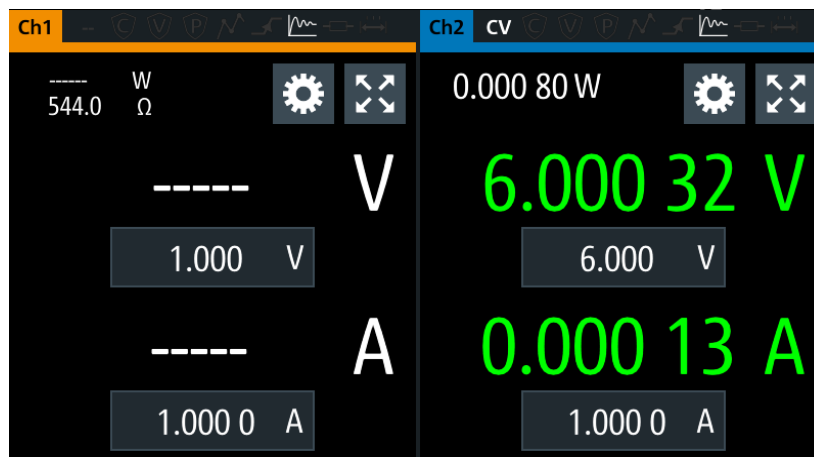 Ch1 -- C V P
------ W
544.0 Ω
----- V
1.000 V
----- A
1.000 0 A
Ch2 CV C V P
0.000 80 W
6.000 32 V
6.000 V
0.000 13 A
1.000 0 A